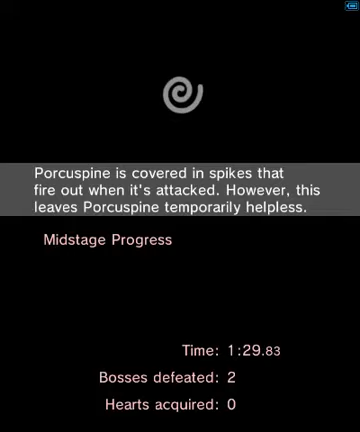 Porcuspine is covered in spikes that
fire out when it's attacked. However, this
leaves Porcuspine temporarily helpless.
Midstage Progress
Time: 1:29.83
Bosses defeated: 2
Hearts acquired: 0